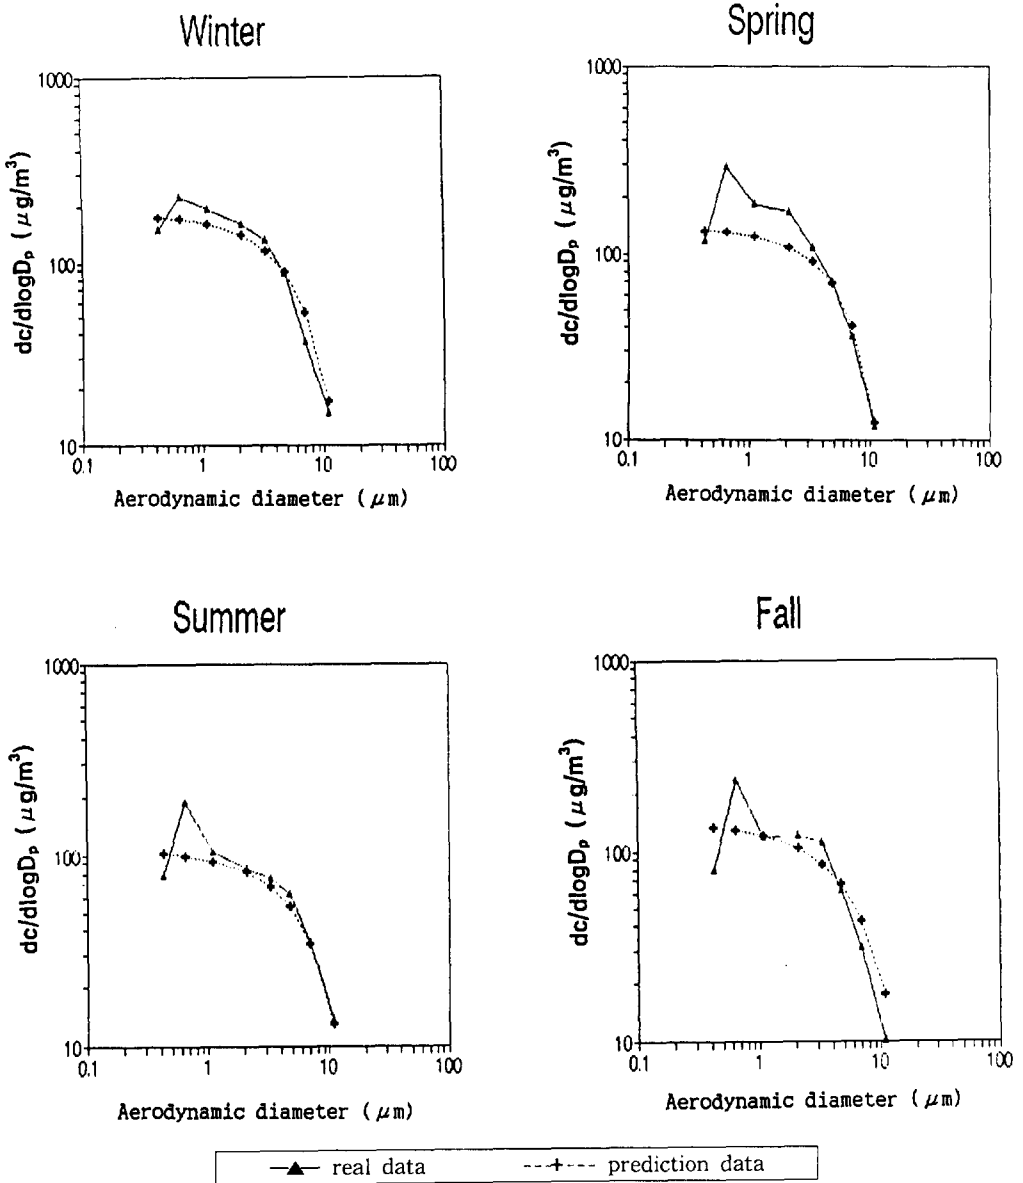 Winter
1000
100
10
0.1 1 10 100
dc/dlogDₚ ( μg/m³)
Aerodynamic diameter ( μm)
Spring
1000
100
10
0.1 1 10 100
dc/dlogDₚ ( μg/m³)
Aerodynamic diameter ( μm)
Summer
1000
100
10
0.1 1 10 100
dc/dlogDₚ ( μg/m³)
Aerodynamic diameter ( μm)
Fall
1000
100
10
0.1 1 10 100
dc/dlogDₚ ( μg/m³)
Aerodynamic diameter ( μm)
real data prediction data